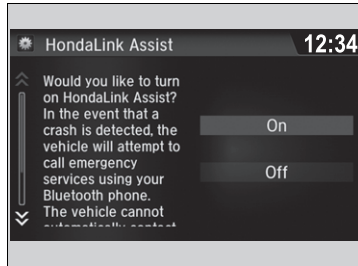 HondaLink Assist
12:34
Would you like to turn
on HondaLink Assist?
In the event that a
crash is detected, the
vehicle will attempt to
call emergency
services using your
Bluetooth phone.
The vehicle cannot
On
Off